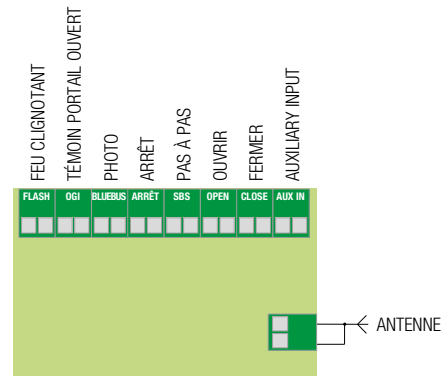 FEU CLIGNOTANT
TÉMOIN PORTAIL OUVERT
PHOTO
ARRÊT
PAS À PAS
OUVRIR
FERMER
AUXILIARY INPUT
FLASH
OGI
BLUEBUS
ARRÊT
SBS
OPEN
CLOSE
AUX IN
ANTENNE